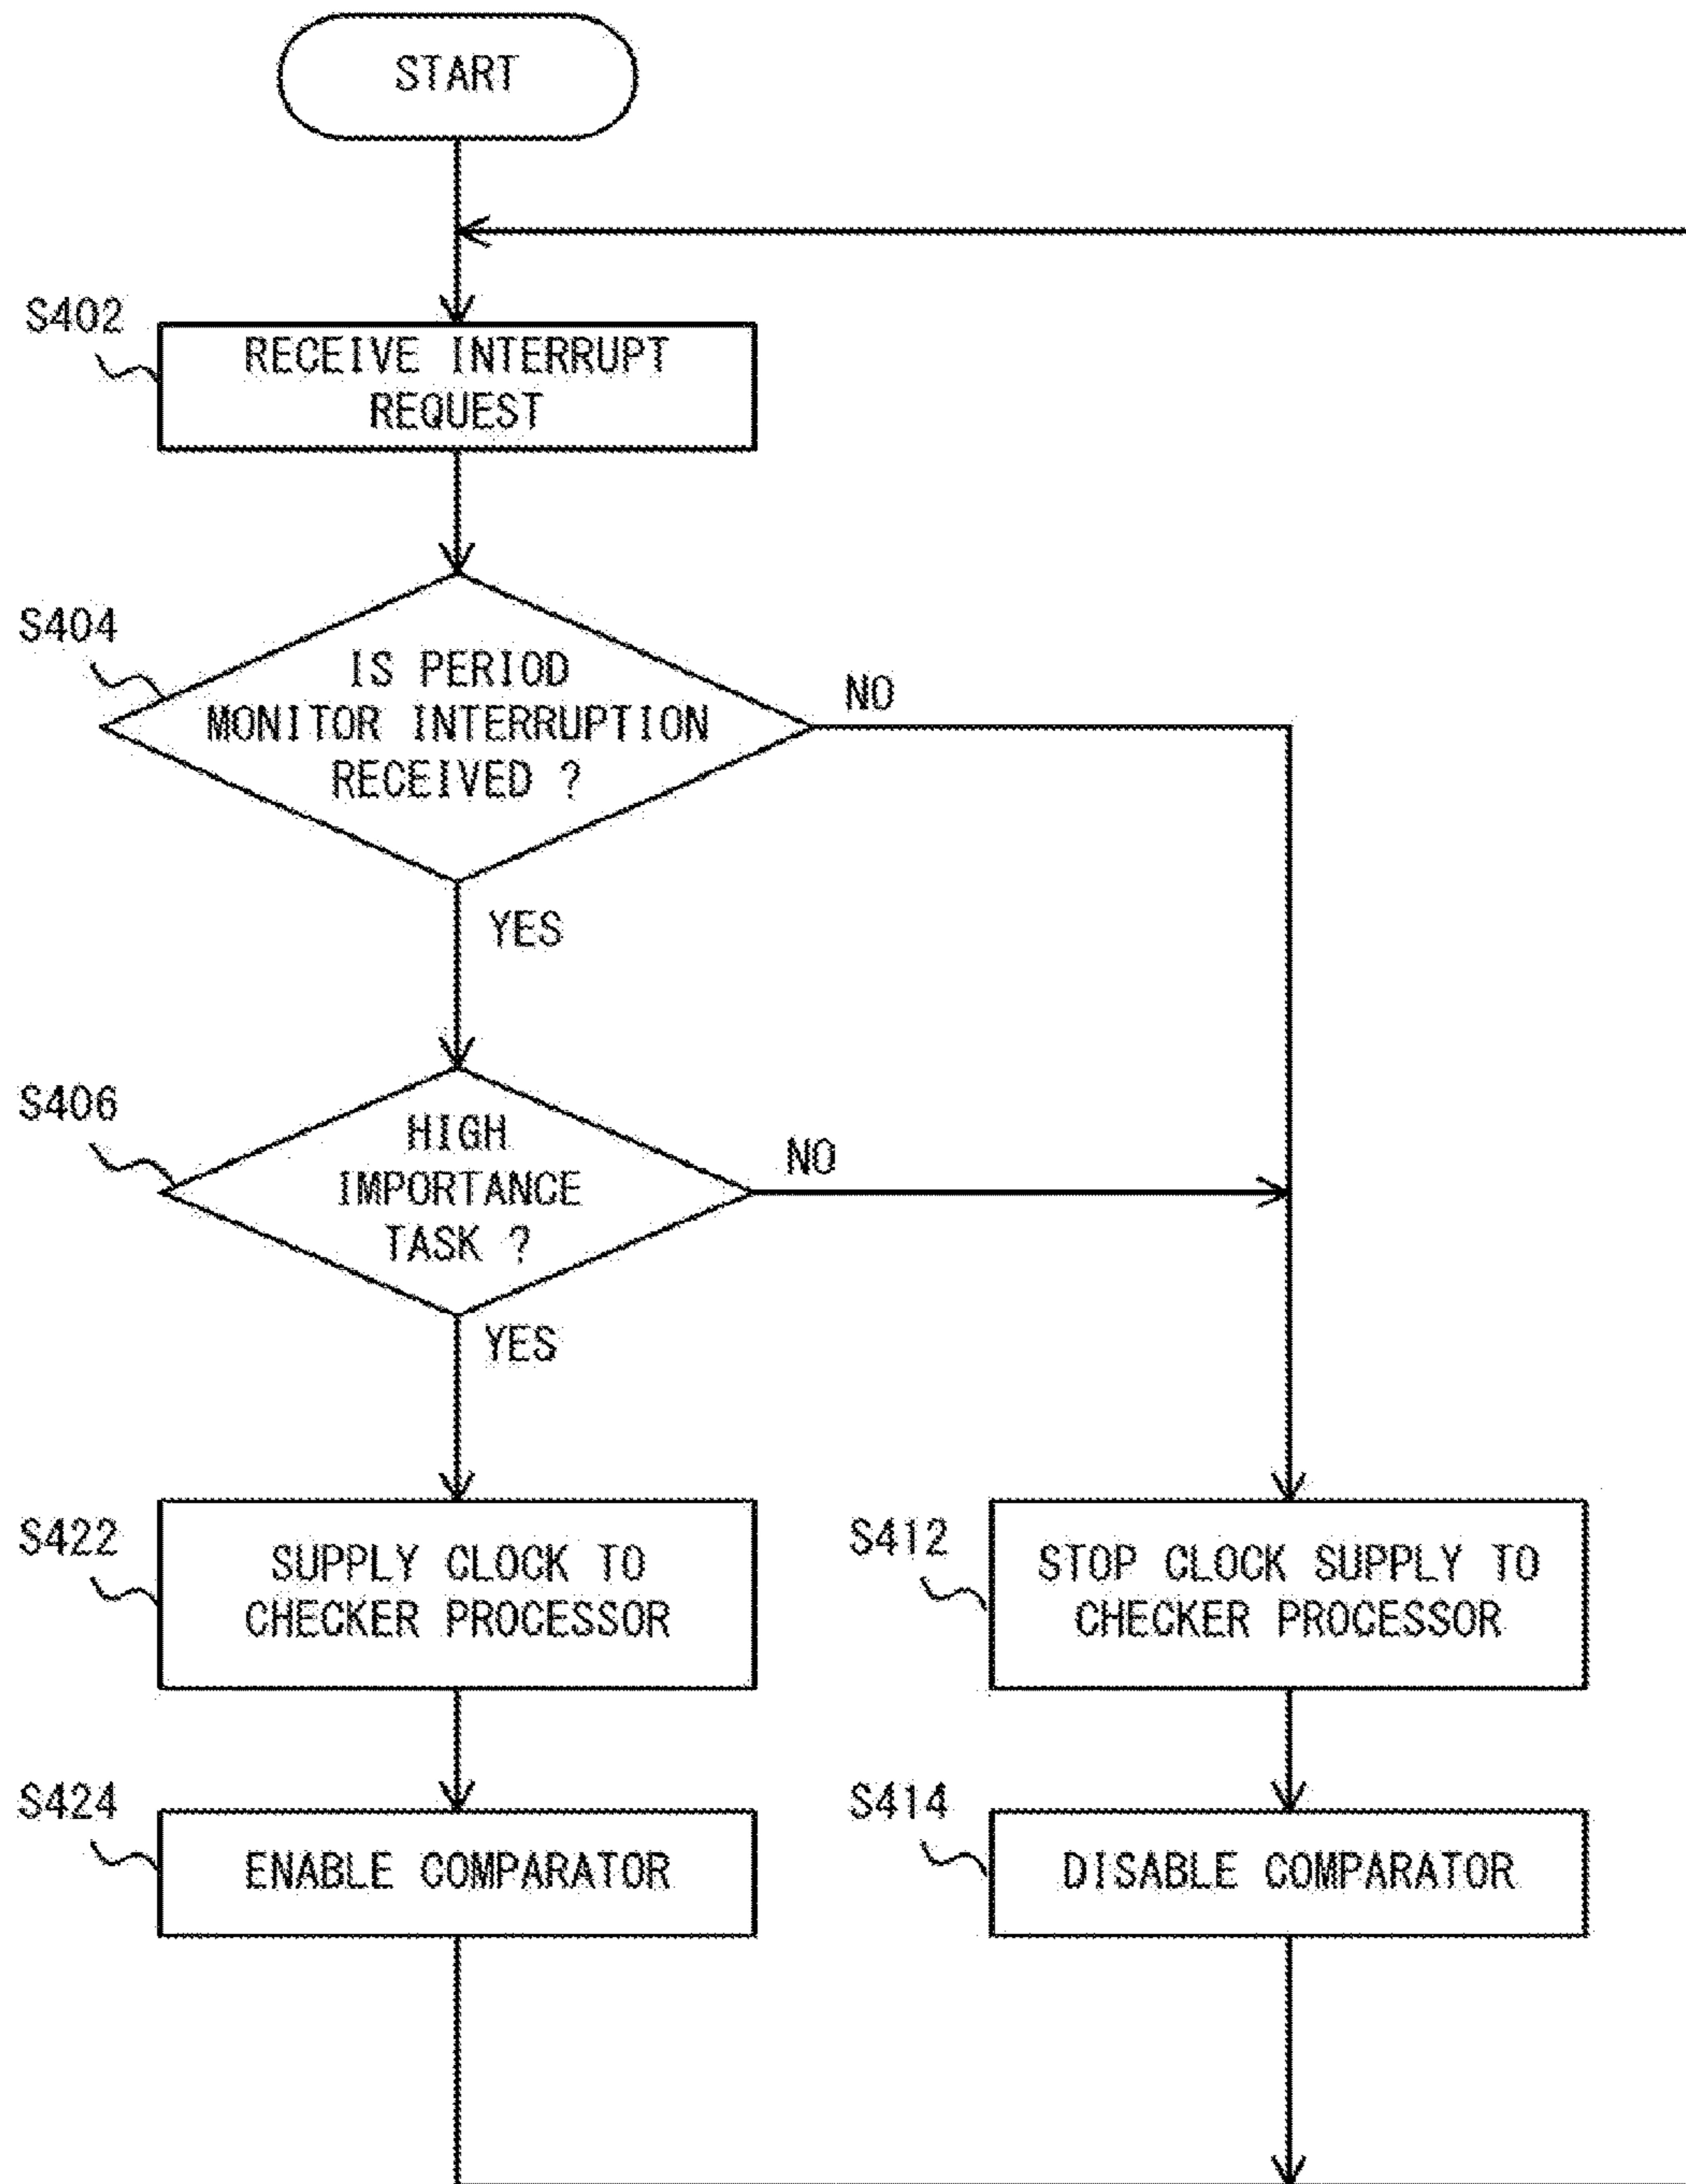 START
S402
RECEIVE INTERRUPT
REQUEST
S404
IS PERIOD
MONITOR INTERRUPTION
RECEIVED ?
NO
YES
S406
HIGH
IMPORTANCE
TASK ?
NO
YES
S422
SUPPLY CLOCK TO
CHECKER PROCESSOR
S412
STOP CLOCK SUPPLY TO
CHECKER PROCESSOR
S424
ENABLE COMPARATOR
S414
DISABLE COMPARATOR